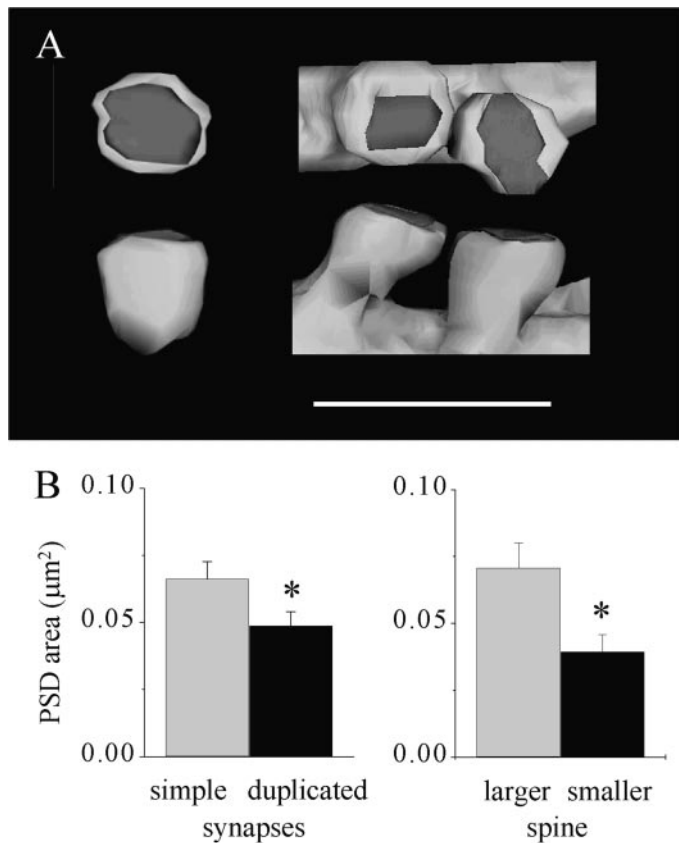 A
B
PSD area (μm²)
0.10
0.05
0.00
*
simple duplicated
synapses
0.10
0.05
0.00
*
larger smaller
spine